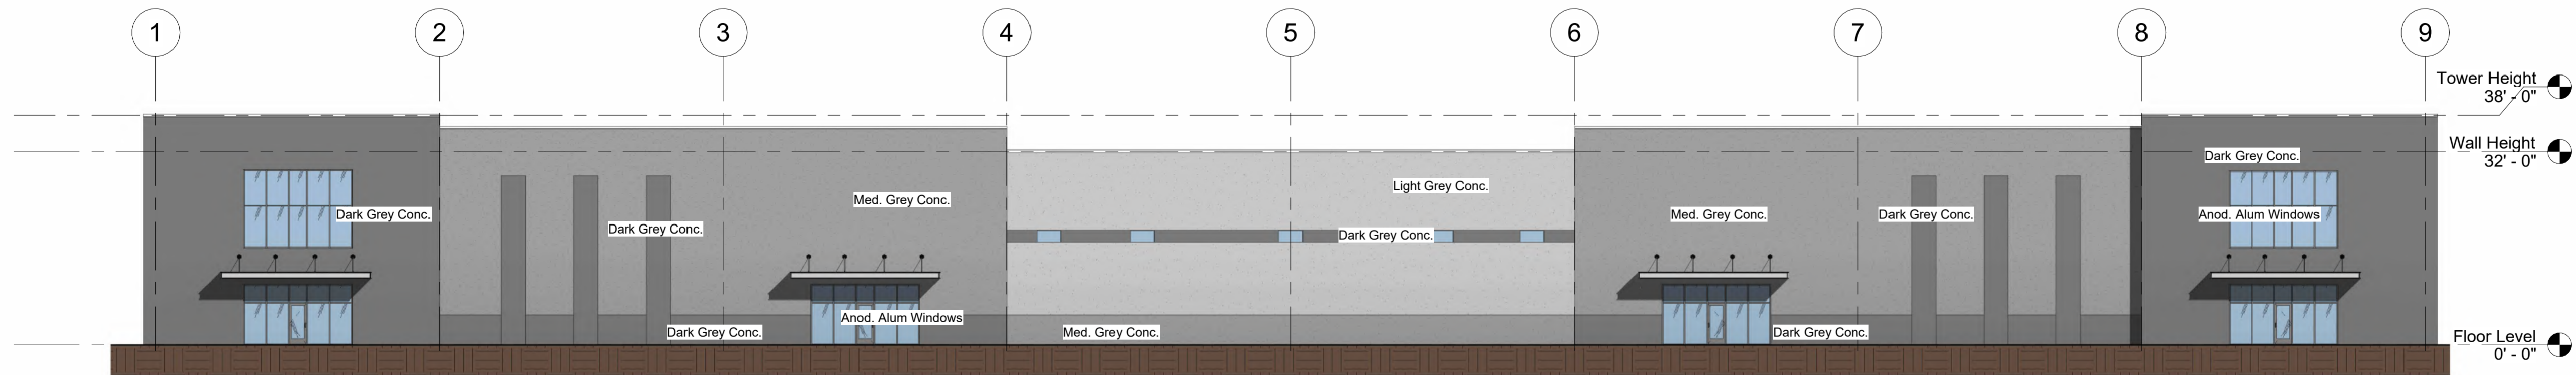 1
2
3
4
5
6
7
8
9
Tower Height
38' - 0"
Wall Height
32' - 0"
Dark Grey Conc.
Light Grey Conc.
Med. Grey Conc.
Dark Grey Conc.
Med. Grey Conc.
Dark Grey Conc.
Anod. Alum Windows
Dark Grey Conc.
Dark Grey Conc.
Anod. Alum Windows
Dark Grey Conc.
Med. Grey Conc.
Dark Grey Conc.
Floor Level
0' - 0"